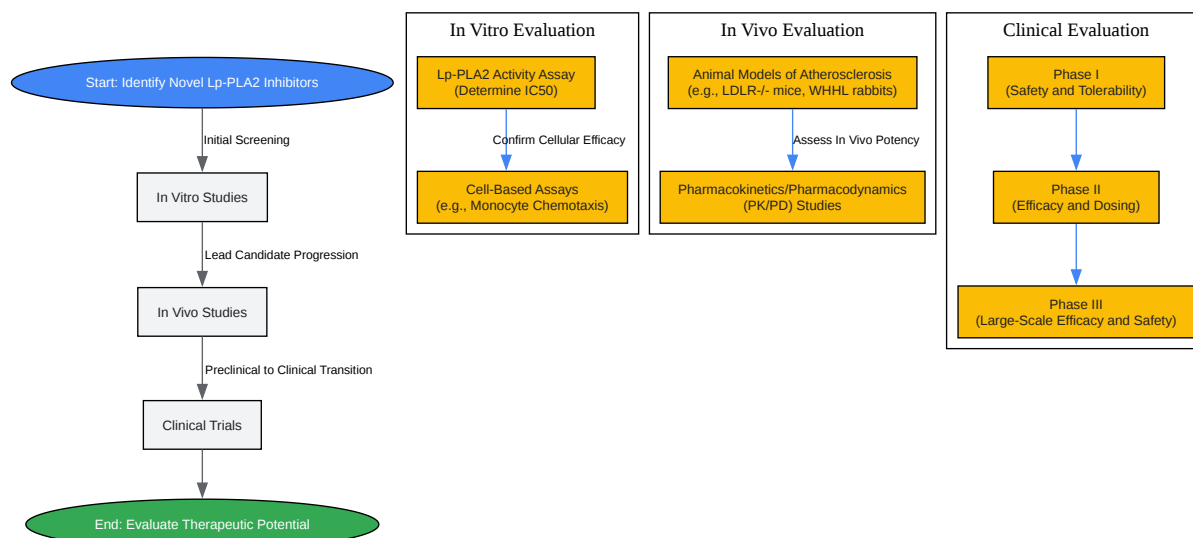 Start: Identify Novel Lp-PLA2 Inhibitors
Initial Screening
In Vitro Studies
Lead Candidate Progression
In Vivo Studies
Preclinical to Clinical Transition
Clinical Trials
End: Evaluate Therapeutic Potential
In Vitro Evaluation
Lp-PLA2 Activity Assay
(Determine IC50)
Confirm Cellular Efficacy
Cell-Based Assays
(e.g., Monocyte Chemotaxis)
In Vivo Evaluation
Animal Models of Atherosclerosis
(e.g., LDLR-/- mice, WHHL rabbits)
Assess In Vivo Potency
Pharmacokinetics/Pharmacodynamics
(PK/PD) Studies
Clinical Evaluation
Phase I
(Safety and Tolerability)
Phase II
(Efficacy and Dosing)
Phase III
(Large-Scale Efficacy and Safety)